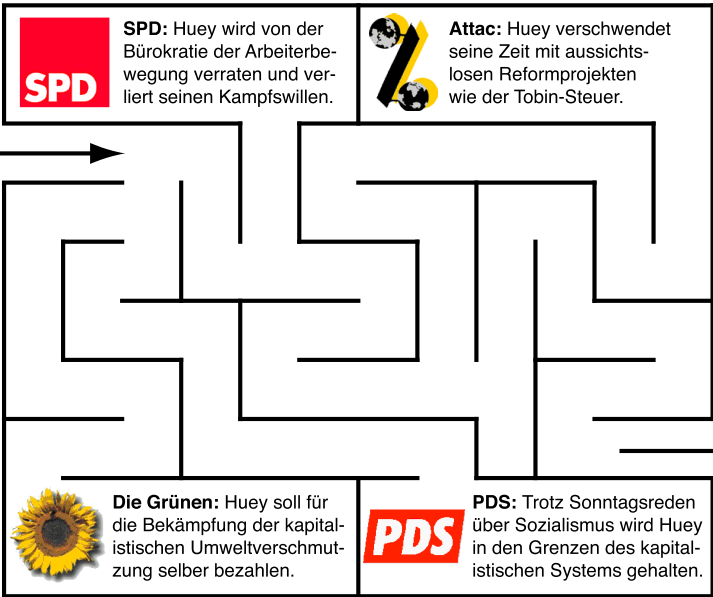 SPD
SPD: Huey wird von der
Bürokratie der Arbeiterbe-
wegung verraten und ver-
liert seinen Kampfswillen.
Attac: Huey verschwendet
seine Zeit mit aussichts-
losen Reformprojekten
wie der Tobin-Steuer.
Die Grünen: Huey soll für
die Bekämpfung der kapital-
istischen Umweltverschmut-
zung selber bezahlen.
PDS
PDS: Trotz Sonntagsreden
über Sozialismus wird Huey
in den Grenzen des kapital-
istischen Systems gehalten.